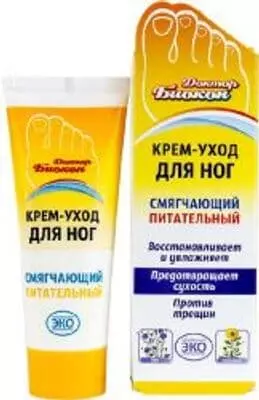 Доктор
Биокон
КРЕМ-УХОД
ДЛЯ НОГ
СМЯГЧАЮЩИЙ
ПИТАТЕЛЬНЫЙ
ЭКО
Доктор
Биокон
КРЕМ-УХОД
ДЛЯ НОГ
СМЯГЧАЮЩИЙ
ПИТАТЕЛЬНЫЙ
Восстанавливает
и увлажняет
Предотвращает
сухость
Против
трещин
ЭКО